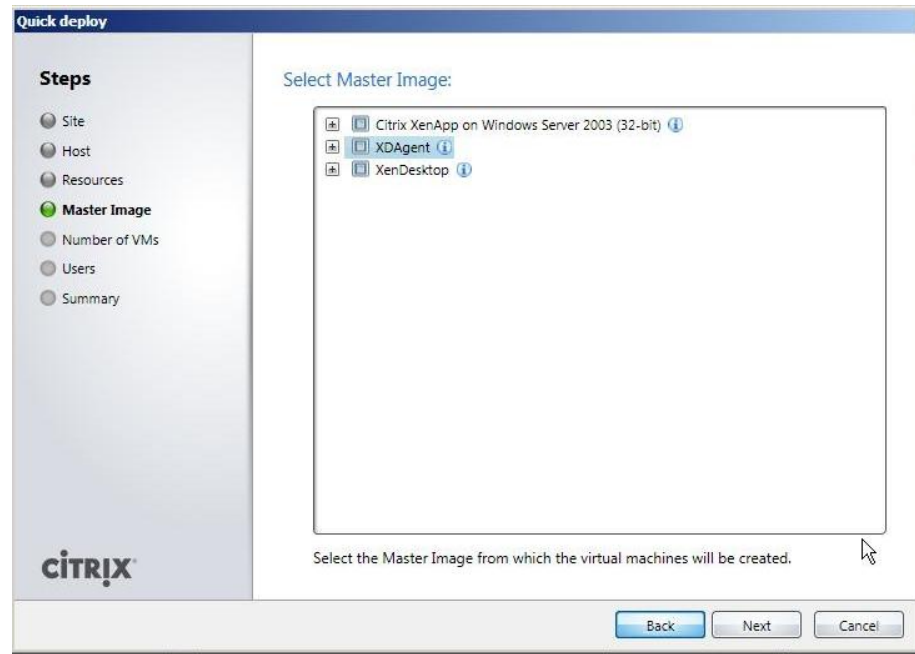 Quick deploy
Steps
Site
Host
Resources
Master Image
Number of VMs
Users
Summary
CİTRỊX
Select Master Image:
Citrix XenApp on Windows Server 2003 (32-bit)
XDAgent
XenDesktop
Select the Master Image from which the virtual machines will be created.
Back Next Cancel